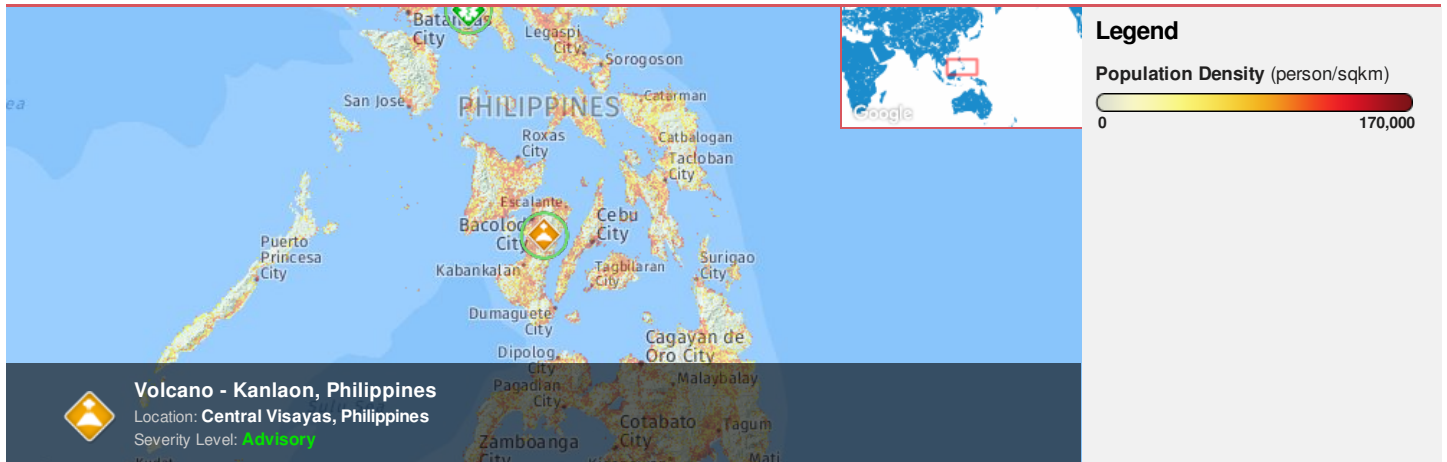 Batangas
City
Legaspi
City
Sorogoson
ea
San Jose
PHILIPPINES
Catarman
Roxas
City
Catbalogan
Tacloban
City
Escalante
Bacolod
City
Cebu
City
Puerto
Princesa
City
Kabankalan
Tagbilaran
City
Surigao
City
Dumaguete
City
Cagayan de
Oro City
Dipolog
City
Malaybalay
Pagadian
City
Cotabato
City
Tagum
Zamboanga
City
Mati
Google
Legend
Population Density (person/sqkm)
0 170,000
Volcano - Kanlaon, Philippines
Location: Central Visayas, Philippines
Severity Level: Advisory